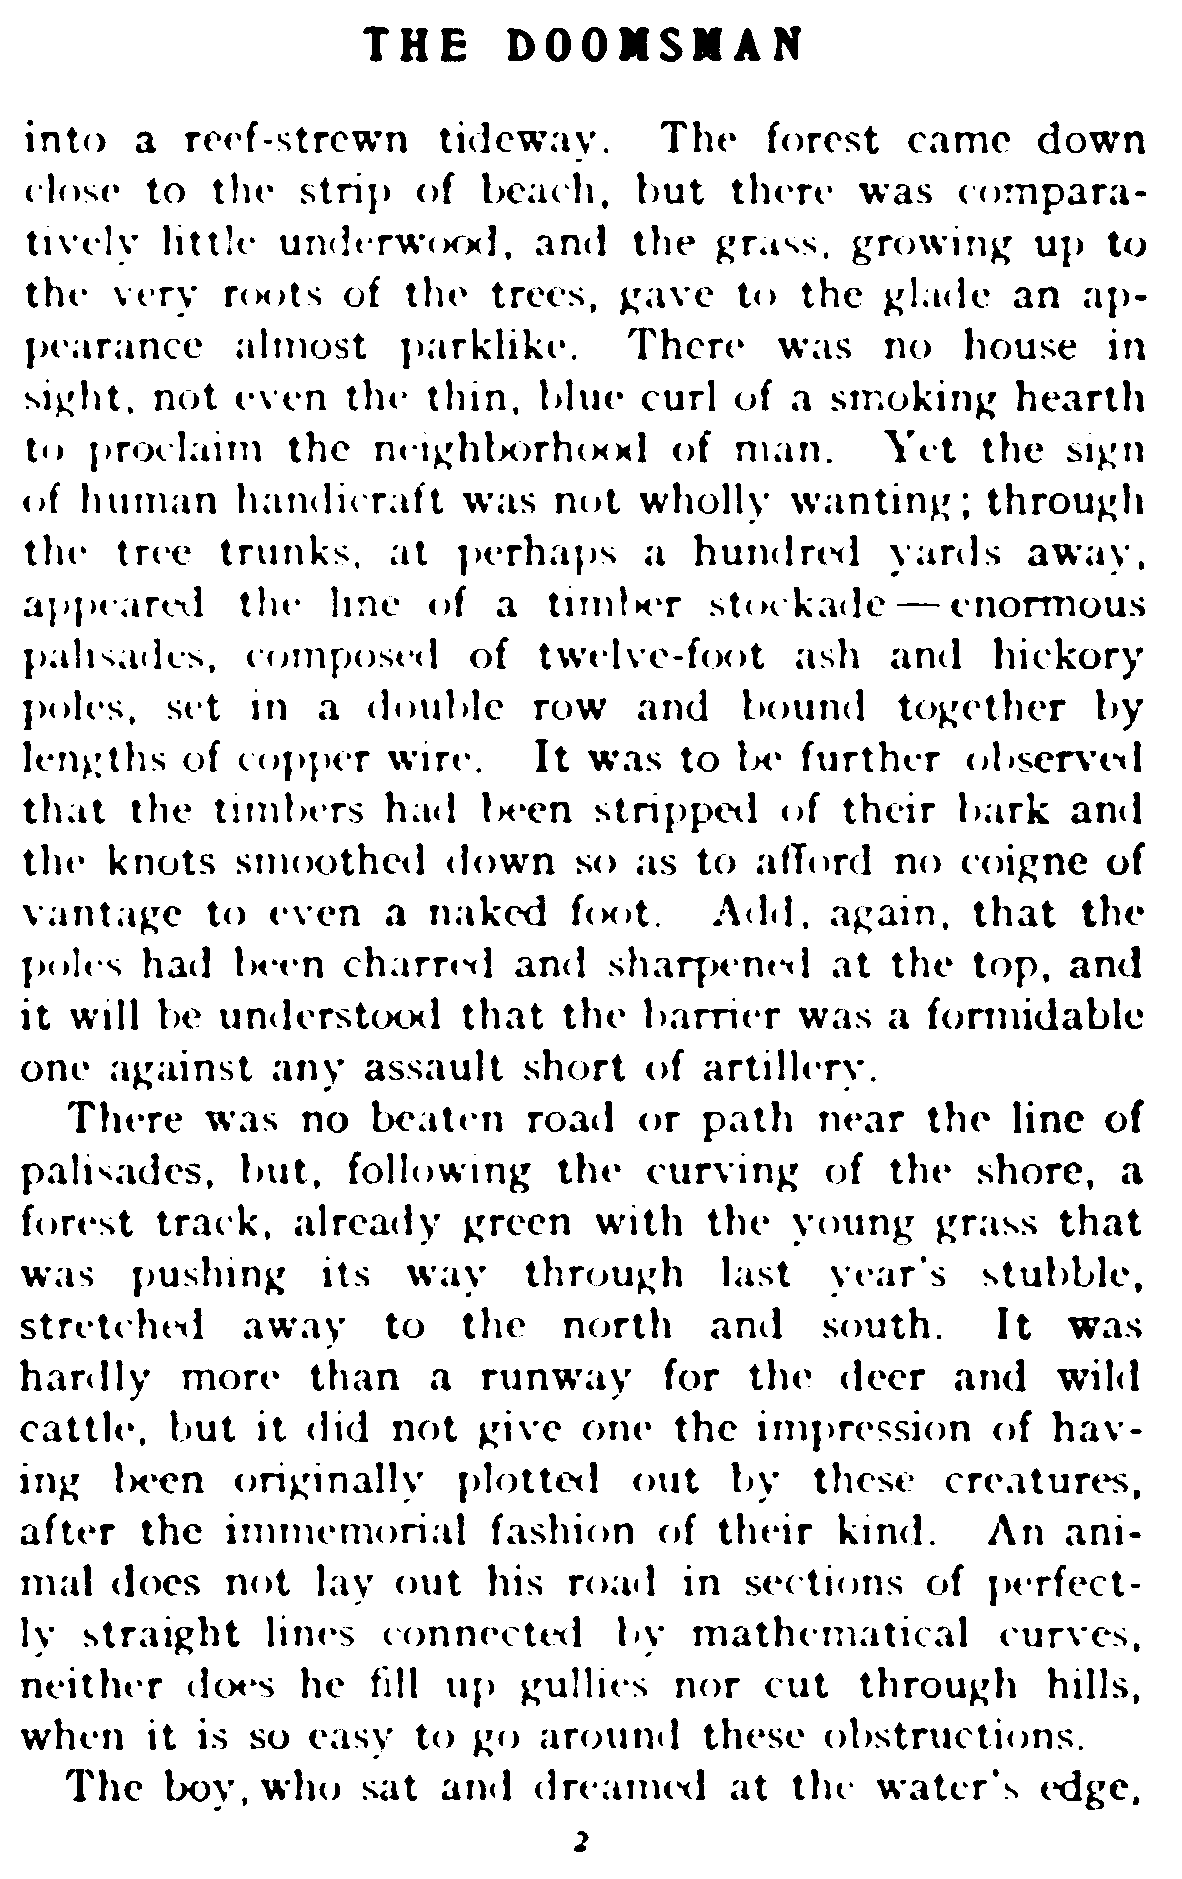 THE DOOMSMAN
into a reef-strewn tideway. The forest came down
close to the strip of beach, but there was compara-
tively little underwood, and the grass, growing up to
the very roots of the trees, gave to the glade an ap-
pearance almost parklike. There was no house in
sight, not even the thin, blue curl of a smoking hearth
to proclaim the neighborhood of man. Yet the sign
of human handicraft was not wholly wanting; through
the tree trunks, at perhaps a hundred yards away,
appeared the line of a timber stockade — enormous
palisades, composed of twelve-foot ash and hickory
poles, set in a double row and bound together by
lengths of copper wire. It was to be further observed
that the timbers had been stripped of their bark and
the knots smoothed down so as to afford no coigne of
vantage to even a naked foot. Add, again, that the
poles had been charred and sharpened at the top, and
it will be understood that the barrier was a formidable
one against any assault short of artillery.
There was no beaten road or path near the line of
palisades, but, following the curving of the shore, a
forest track, already green with the young grass that
was pushing its way through last year's stubble,
stretched away to the north and south. It was
hardly more than a runway for the deer and wild
cattle, but it did not give one the impression of hav-
ing been originally plotted out by these creatures,
after the immemorial fashion of their kind. An ani-
mal does not lay out his road in sections of perfect-
ly straight lines connected by mathematical curves,
neither does he fill up gullies nor cut through hills,
when it is so easy to go around these obstructions.
The boy, who sat and dreamed at the water's edge,
2